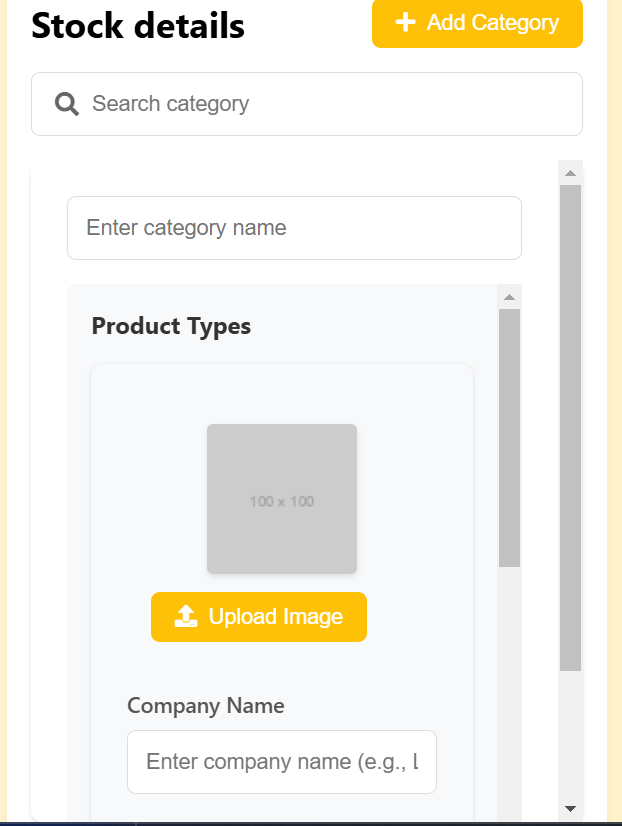 Stock details
Add Category
Search category
Enter category name
Product Types
100 x 100
Upload Image
Company Name
Enter company name (e.g., L